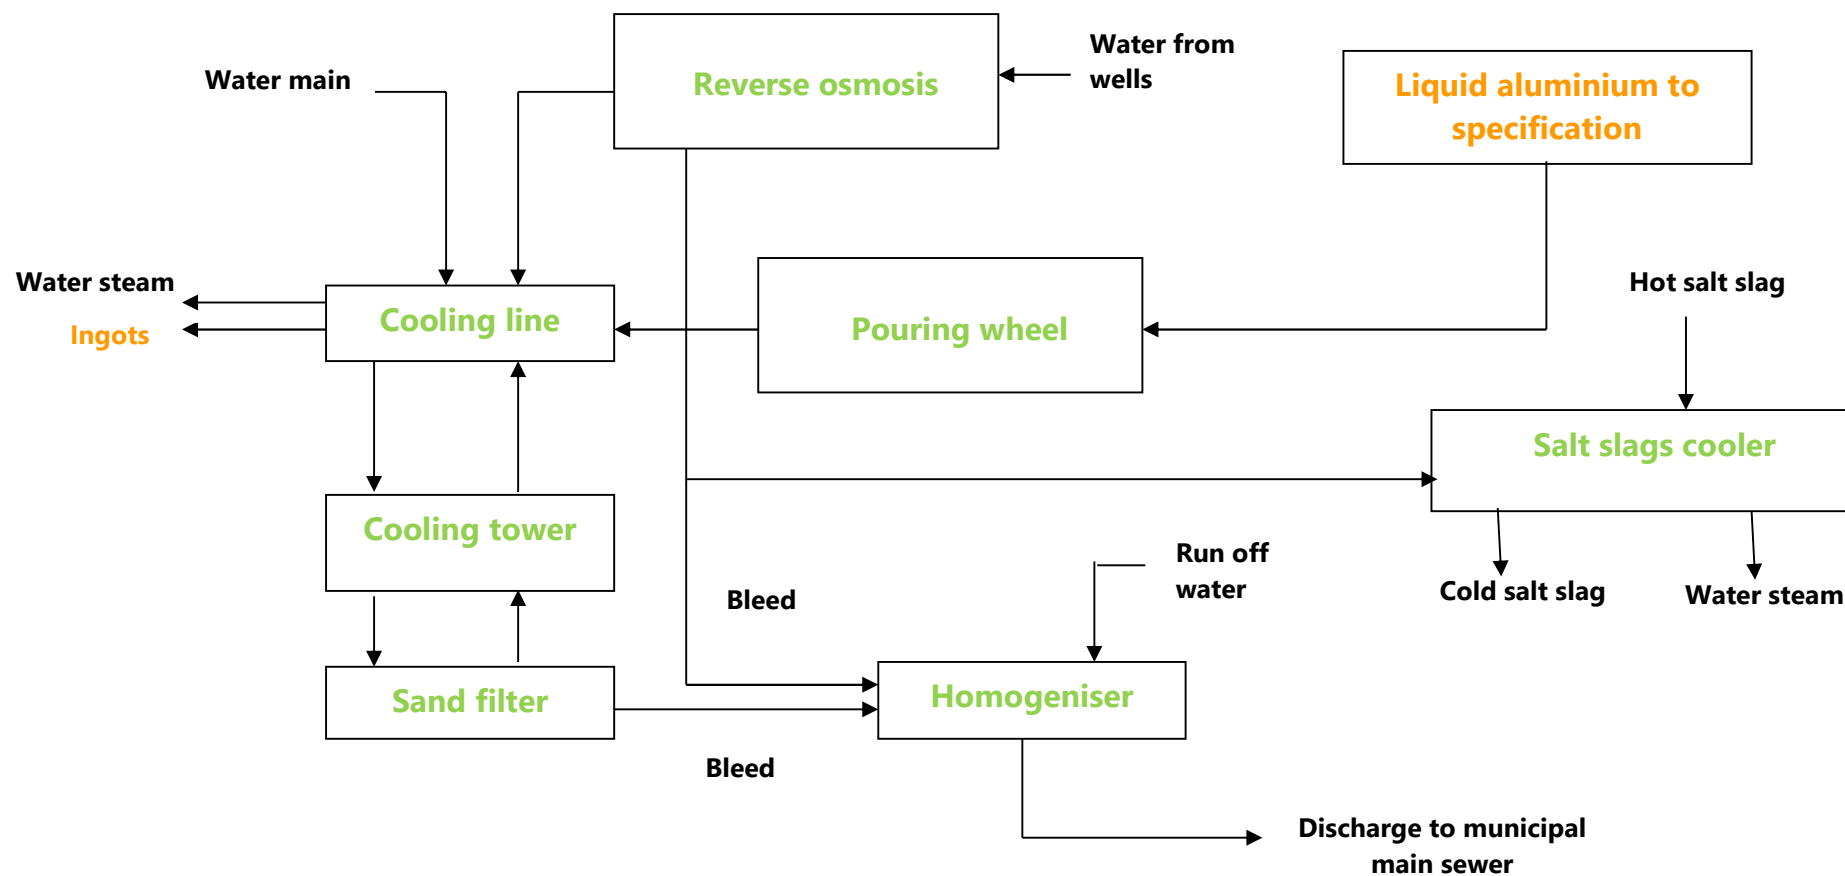 Water from
wells
Water main
Reverse osmosis
Liquid aluminium to
specification
Water steam
Ingots
Cooling line
Pouring wheel
Hot salt slag
Salt slags cooler
Cooling tower
Run off
water
Bleed
Cold salt slag
Water steam
Sand filter
Homogeniser
Bleed
Discharge to municipal
main sewer